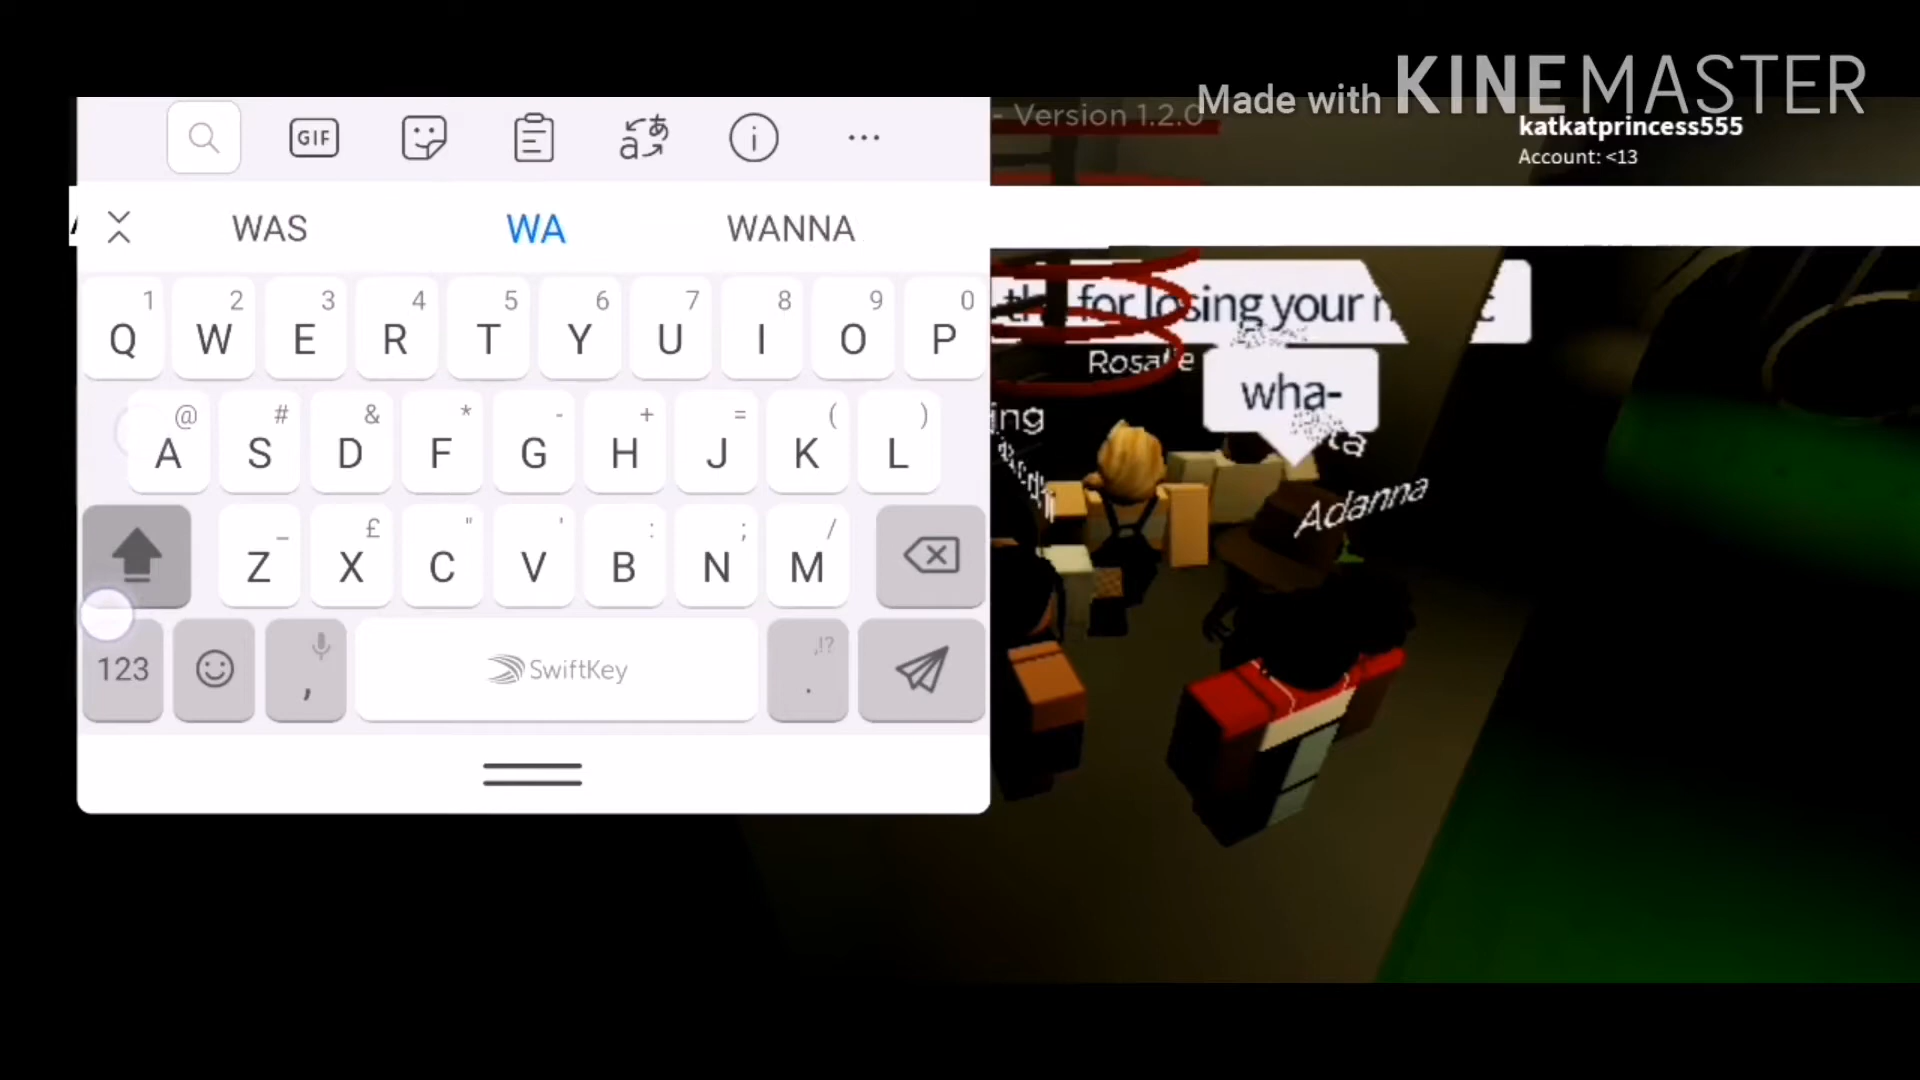 Made with KINEMASTER
- Version 1.2.0
katkatprincess555
Account: <13
GIF
WAS WA WANNA
1 2 3 4 5 6 7 8 9 0
Q W E R T Y U I O P
@ # & * - + = ( )
A S D F G H J K L
_ £ " ' : ; /
Z X C V B N M
123 , SwiftKey ,!? .
for losing your
Rosalie
wha-
Adanna